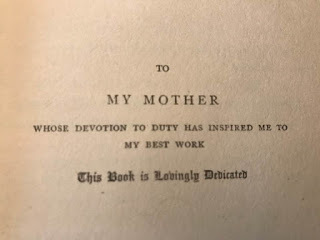 TO
MY MOTHER
WHOSE DEVOTION TO DUTY HAS INSPIRED ME TO
MY BEST WORK
This Book is Lovingly Dedicated